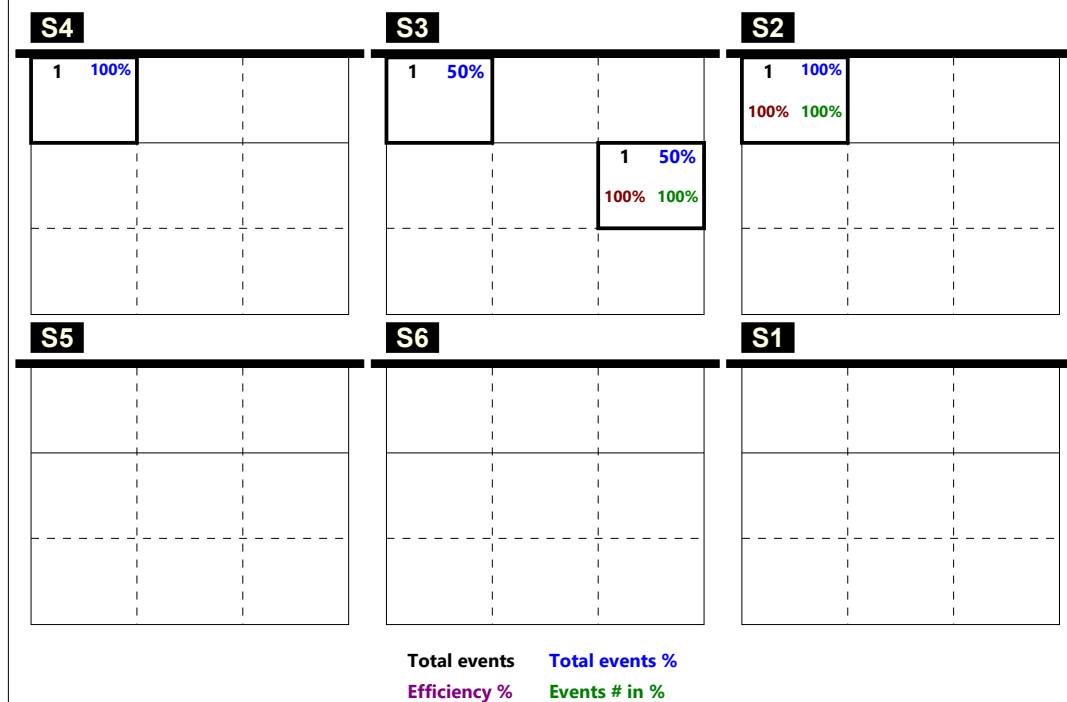 S4 S3 S2
1 100% 1 50% 1 100%
100% 100%
1 50%
100% 100%
S5 S6 S1
Total events Total events %
Efficiency % Events # in %